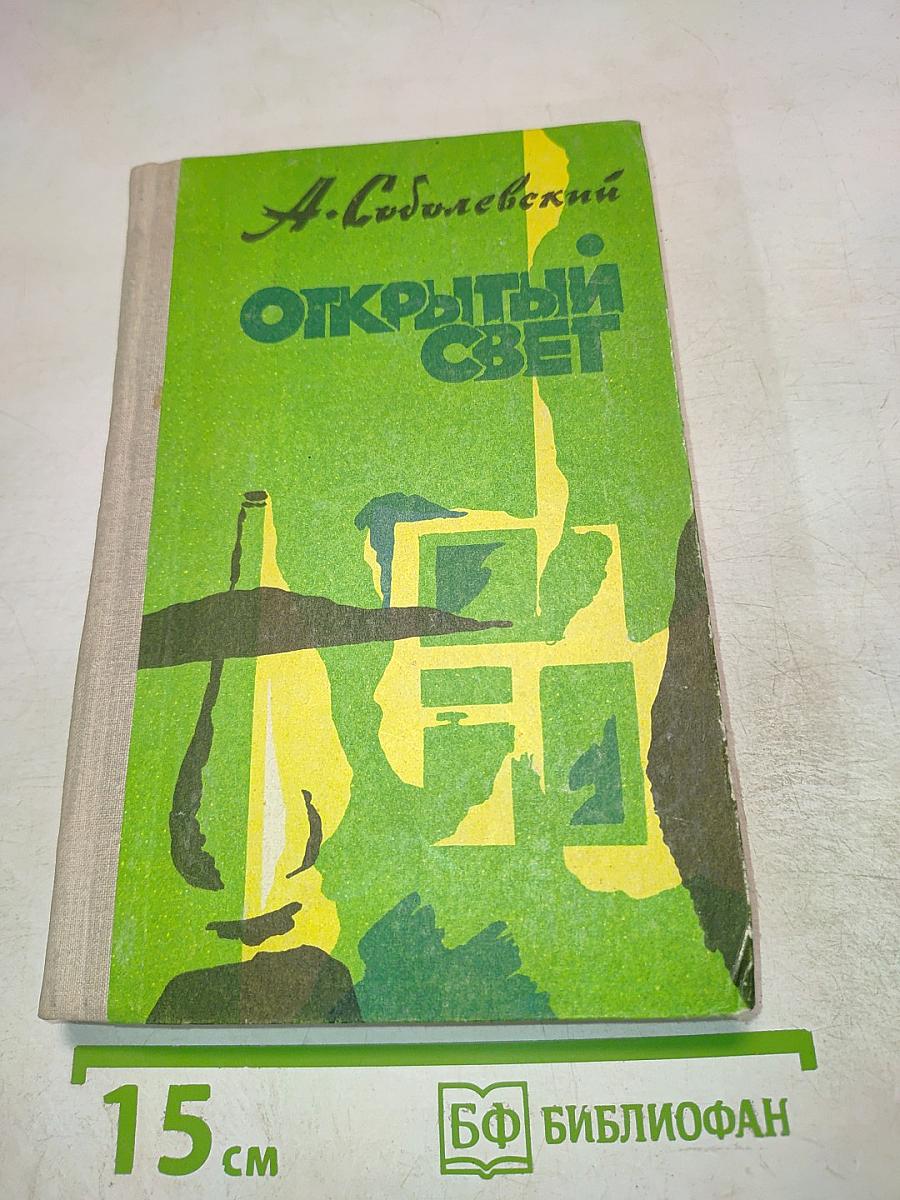 А. Соболевский
ОТКРЫТЫЙ
СВЕТ
15 см
БФ БИБЛИОФАН